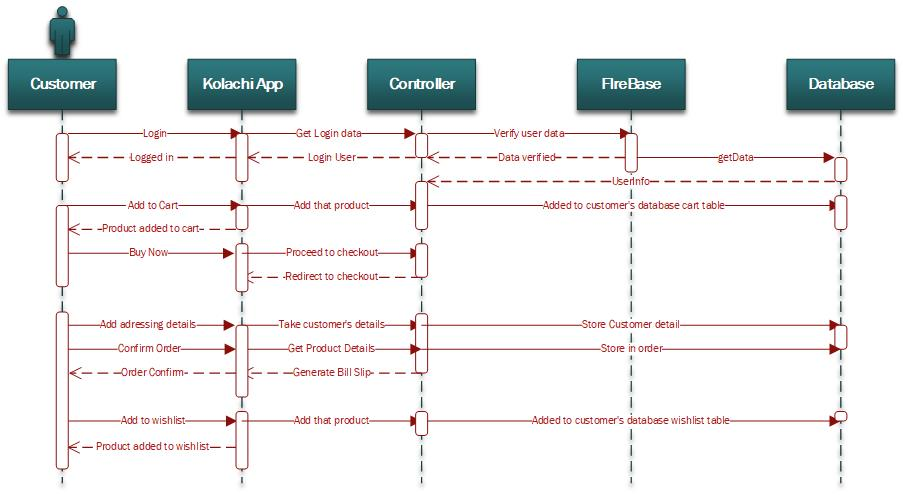 Customer
Kolachi App
Controller
FireBase
Database
Login
Get Login data
Verify user data
Logged in
Login User
Data verified
getData
UserInfo
Add to Cart
Add that product
Added to customer's database cart table
Product added to cart
Buy Now
Proceed to checkout
Redirect to checkout
Add adressing details
Take customer's details
Store Customer detail
Confirm Order
Get Product Details
Store in order
Order Confirm
Generate Bill Slip
Add to wishlist
Add that product
Added to customer's database wishlist table
Product added to wishlist